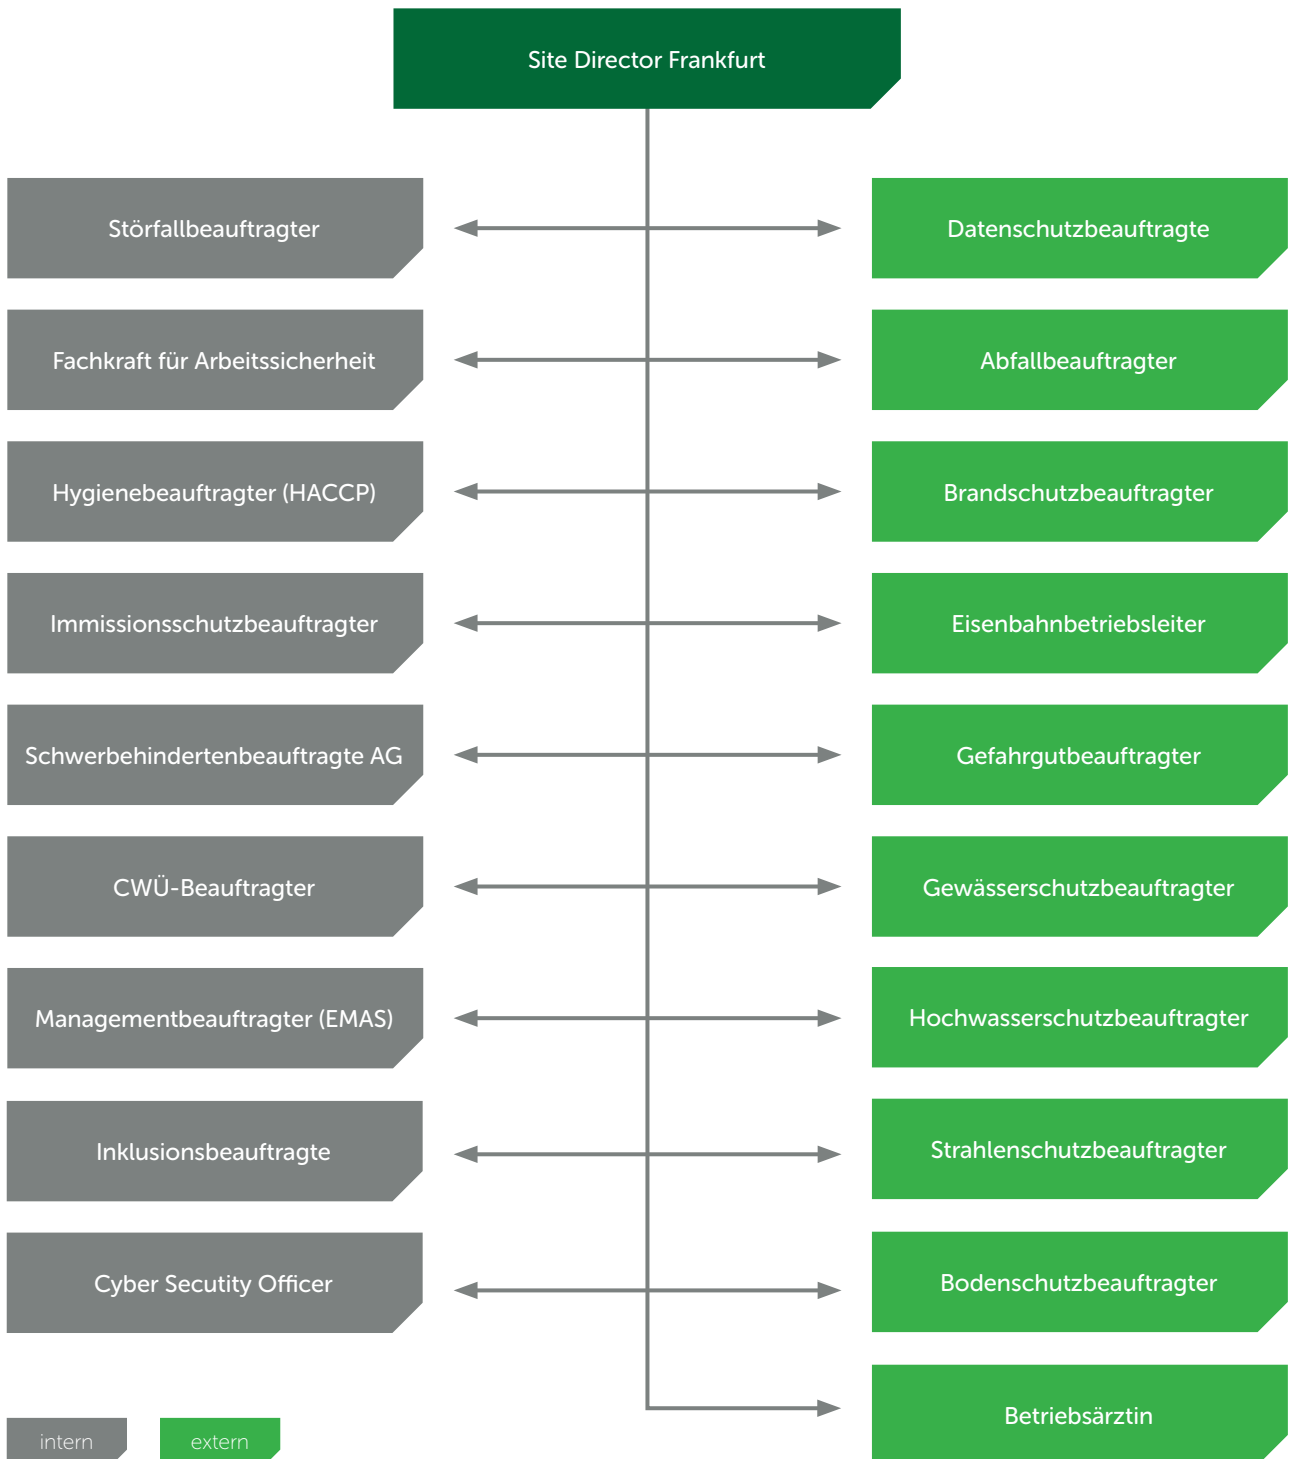 Site Director Frankfurt
Störfallbeauftragter
Datenschutzbeauftragte
Fachkraft für Arbeitssicherheit
Abfallbeauftragter
Hygienebeauftragter (HACCP)
Brandschutzbeauftragter
Immissionsschutzbeauftragter
Eisenbahnbetriebsleiter
Schwerbehindertenbeauftragte AG
Gefahrgutbeauftragter
CWÜ-Beauftragter
Gewässerschutzbeauftragter
Managementbeauftragter (EMAS)
Hochwasserschutzbeauftragter
Inklusionsbeauftragte
Strahlenschutzbeauftragter
Cyber Secutity Officer
Bodenschutzbeauftragter
Betriebsärztin
intern
extern